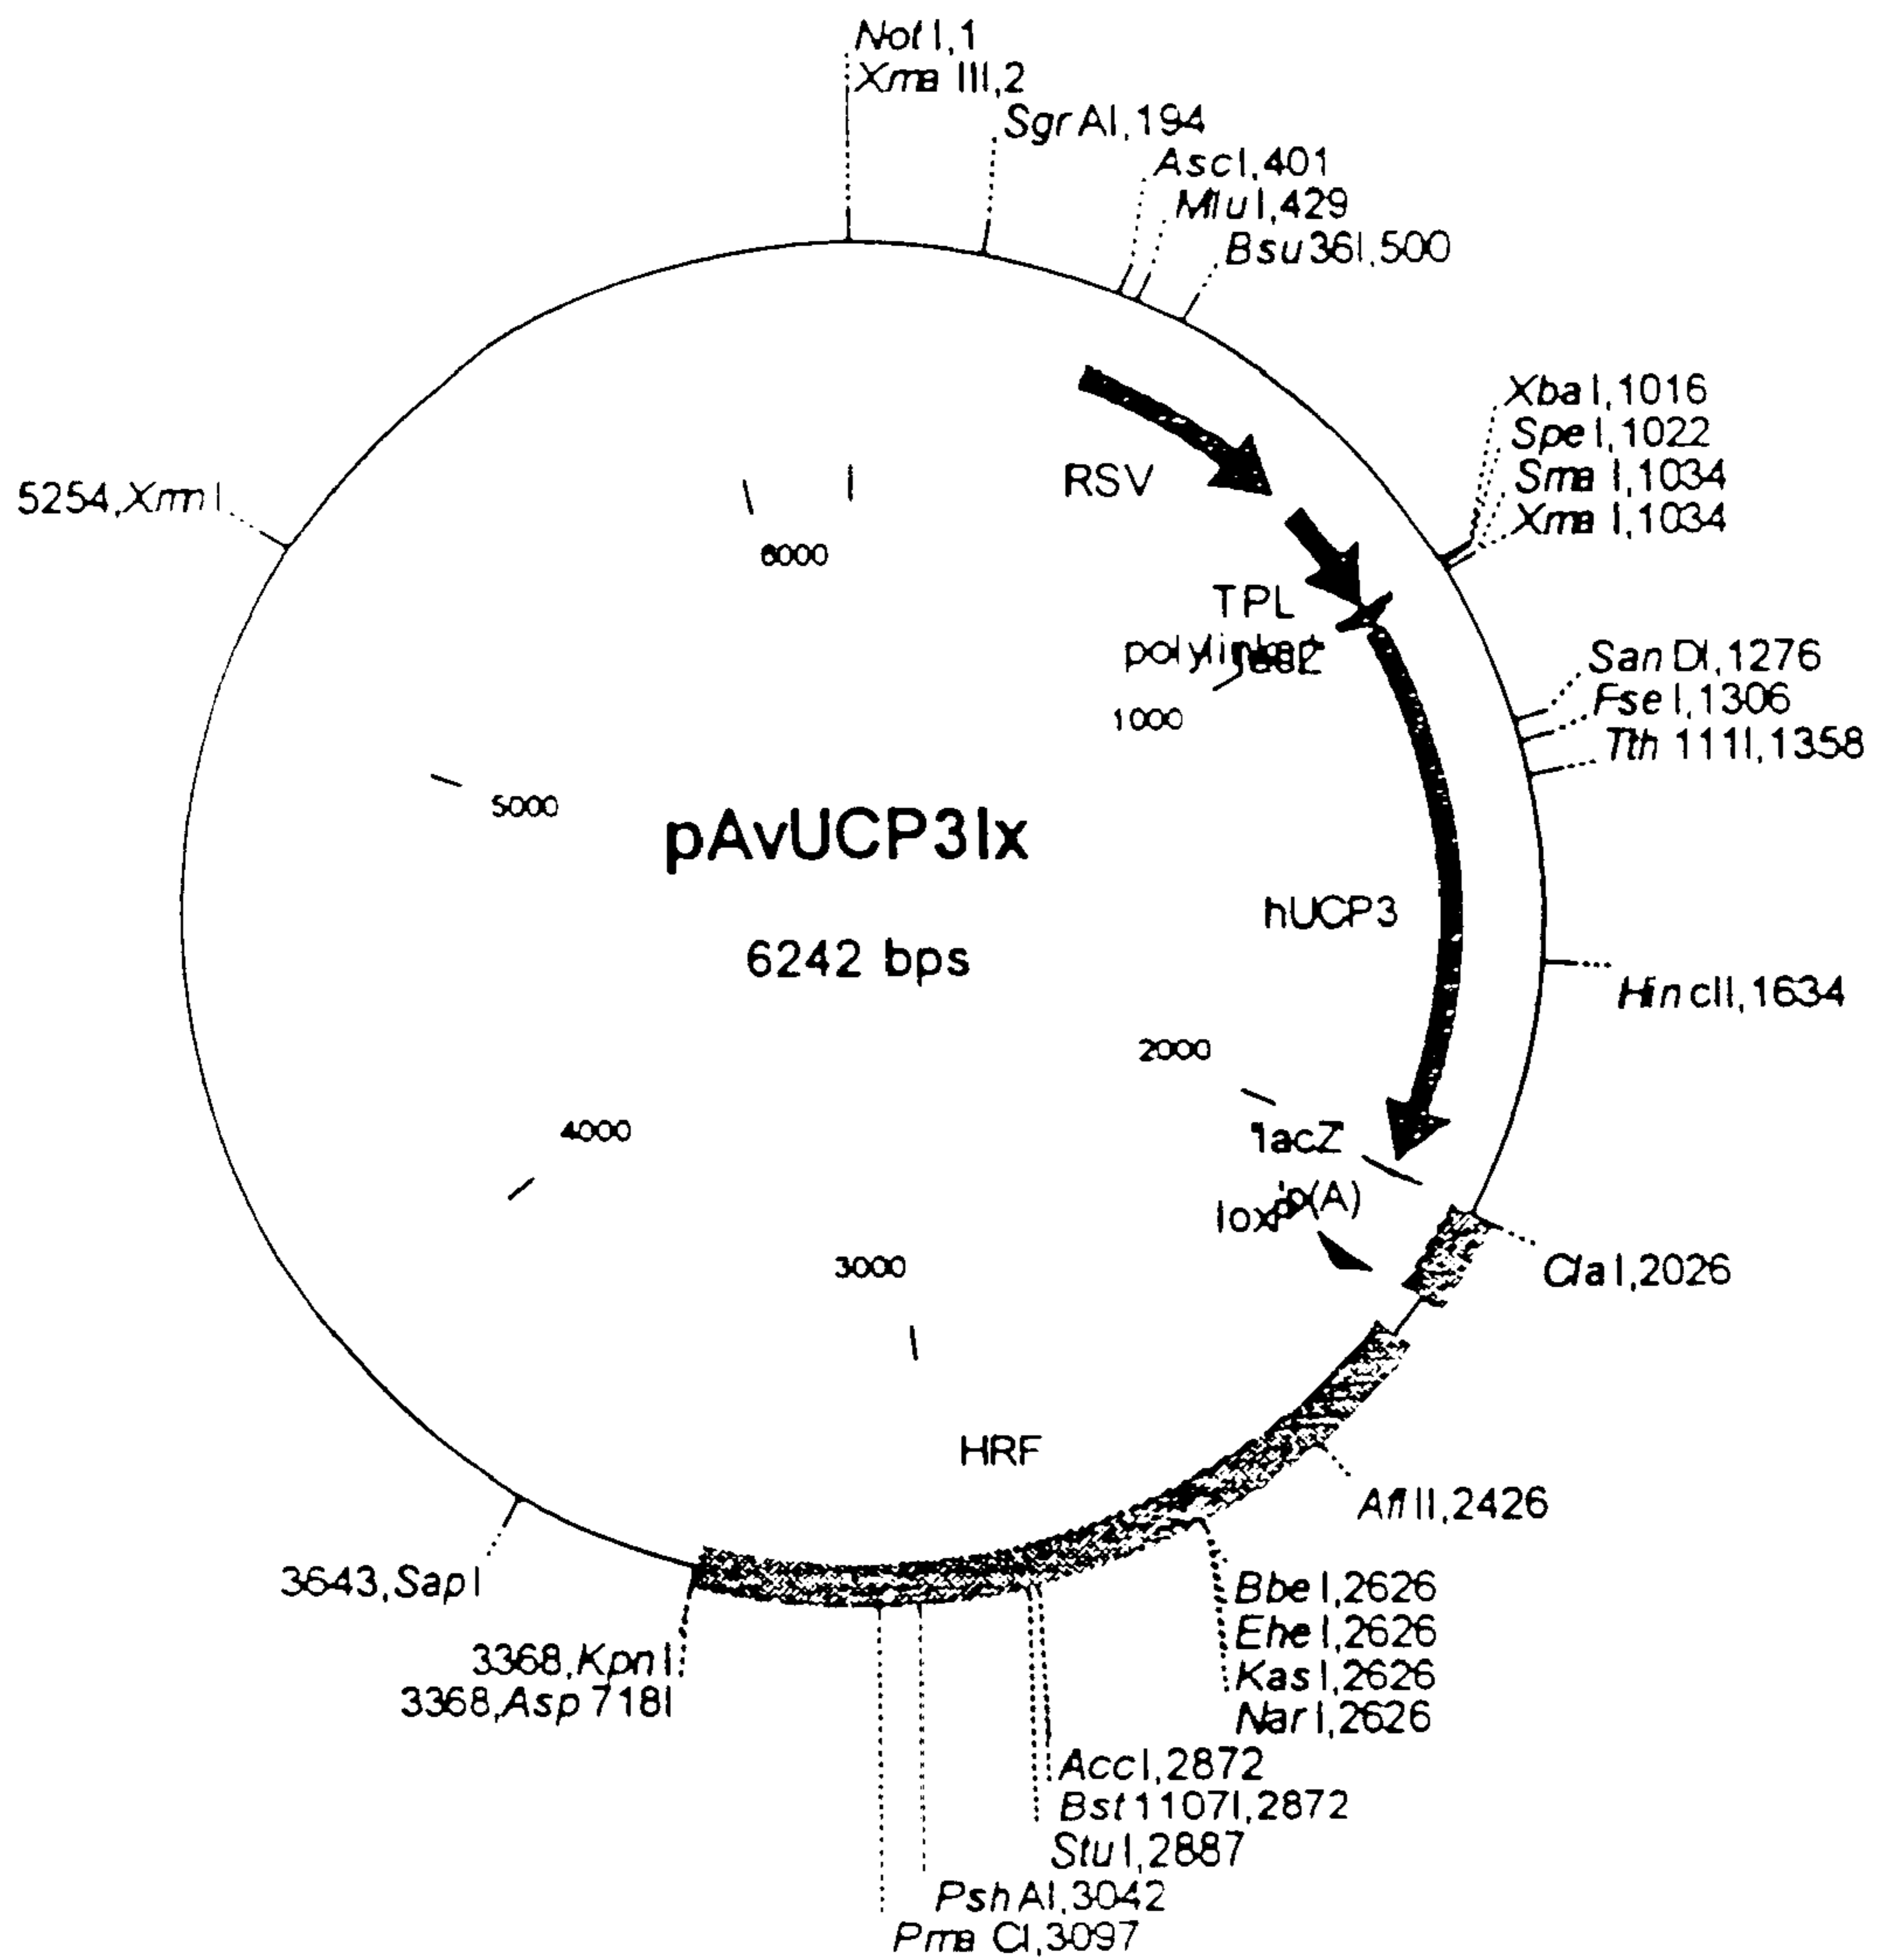 NotI,1
XmaIII,2
SgrAI,194
AscI,401
MluI,429
Bsu36I,500
XbaI,1016
SpeI,1022
SmaI,1034
XmaI,1034
SanDI,1276
FseI,1306
Tth111I,1358
HincII,1634
ClaI,2026
AflII,2426
BbeI,2626
EheI,2626
KasI,2626
NarI,2626
AccI,2872
Bst1107I,2872
StuI,2887
PshAI,3042
PmaCI,3097
3368,KpnI
3368,Asp718I
3643,SapI
5254,XmnI
RSV
TPL
polylinker
hUCP3
'lacZ
p(A)
lox
HRF
6000
1000
2000
3000
4000
5000
pAvUCP3lx
6242 bps